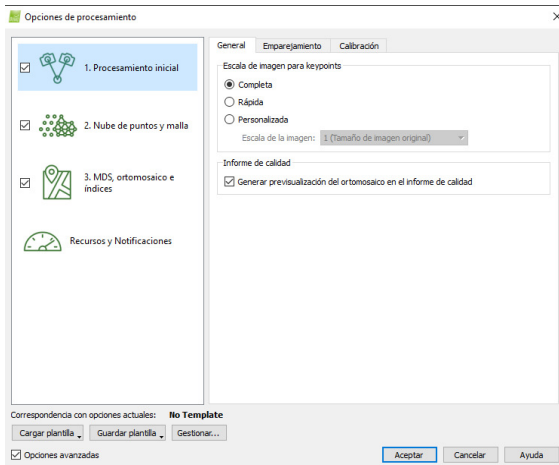 Opciones de procesamiento
1. Procesamiento inicial
2. Nube de puntos y malla
3. MDS, ortomosaico e
índices
Recursos y Notificaciones
General Emparejamiento Calibración
Escala de imagen para keypoints
Completa
Rápida
Personalizada
Escala de la imagen: 1 (Tamaño de imagen original)
Informe de calidad
Generar previsualización del ortomosaico en el informe de calidad
Correspondencia con opciones actuales: No Template
Cargar plantilla Guardar plantilla Gestionar...
Opciones avanzadas
Aceptar Cancelar Ayuda